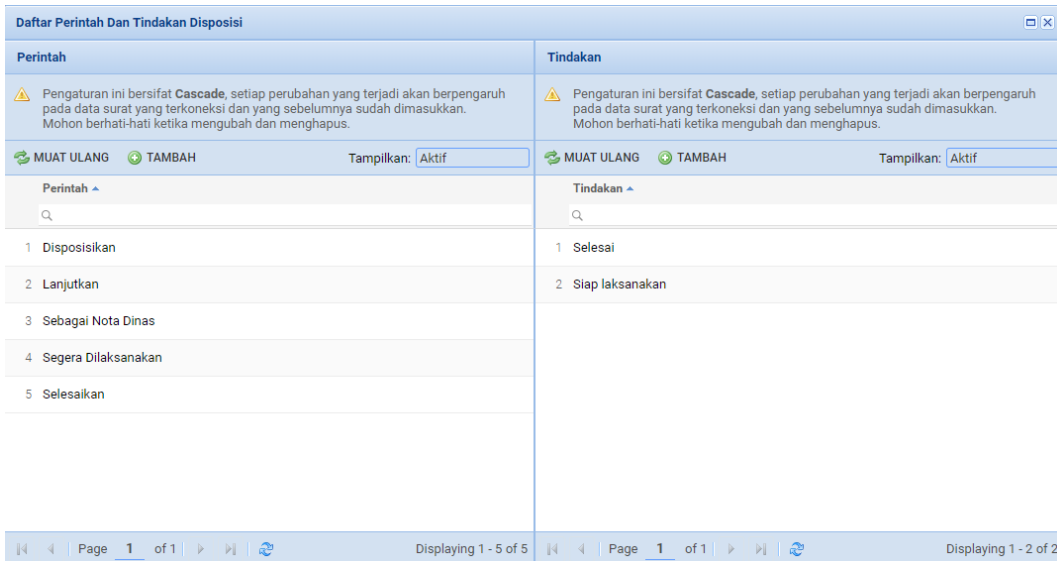 Daftar Perintah Dan Tindakan Disposisi
Perintah
Pengaturan ini bersifat Cascade, setiap perubahan yang terjadi akan berpengaruh
pada data surat yang terkoneksi dan yang sebelumnya sudah dimasukkan.
Mohon berhati-hati ketika mengubah dan menghapus.
MUAT ULANG TAMBAH Tampilkan: Aktif
Perintah
1 Disposisikan
2 Lanjutkan
3 Sebagai Nota Dinas
4 Segera Dilaksanakan
5 Selesaikan
Page 1 of 1 Displaying 1 - 5 of 5
Tindakan
Pengaturan ini bersifat Cascade, setiap perubahan yang terjadi akan berpengaruh
pada data surat yang terkoneksi dan yang sebelumnya sudah dimasukkan.
Mohon berhati-hati ketika mengubah dan menghapus.
MUAT ULANG TAMBAH Tampilkan: Aktif
Tindakan
1 Selesai
2 Siap laksanakan
Page 1 of 1 Displaying 1 - 2 of 2